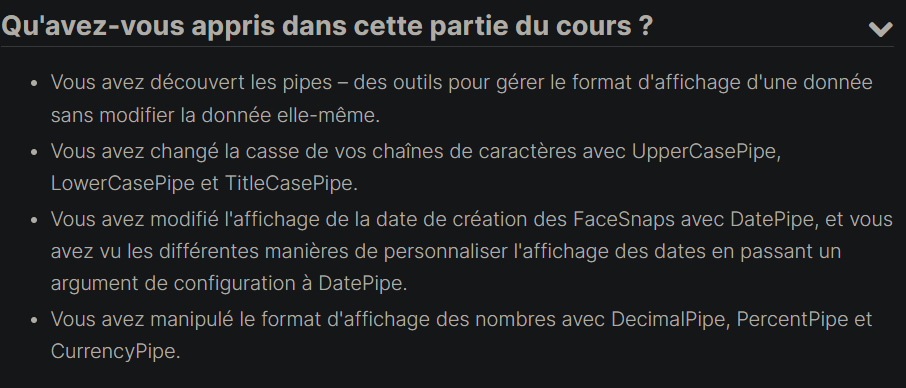 Qu'avez-vous appris dans cette partie du cours ?
• Vous avez découvert les pipes – des outils pour gérer le format d'affichage d'une donnée
sans modifier la donnée elle-même.
• Vous avez changé la casse de vos chaînes de caractères avec UpperCasePipe,
LowerCasePipe et TitleCasePipe.
• Vous avez modifié l'affichage de la date de création des FaceSnaps avec DatePipe, et vous
avez vu les différentes manières de personnaliser l'affichage des dates en passant un
argument de configuration à DatePipe.
• Vous avez manipulé le format d'affichage des nombres avec DecimalPipe, PercentPipe et
CurrencyPipe.